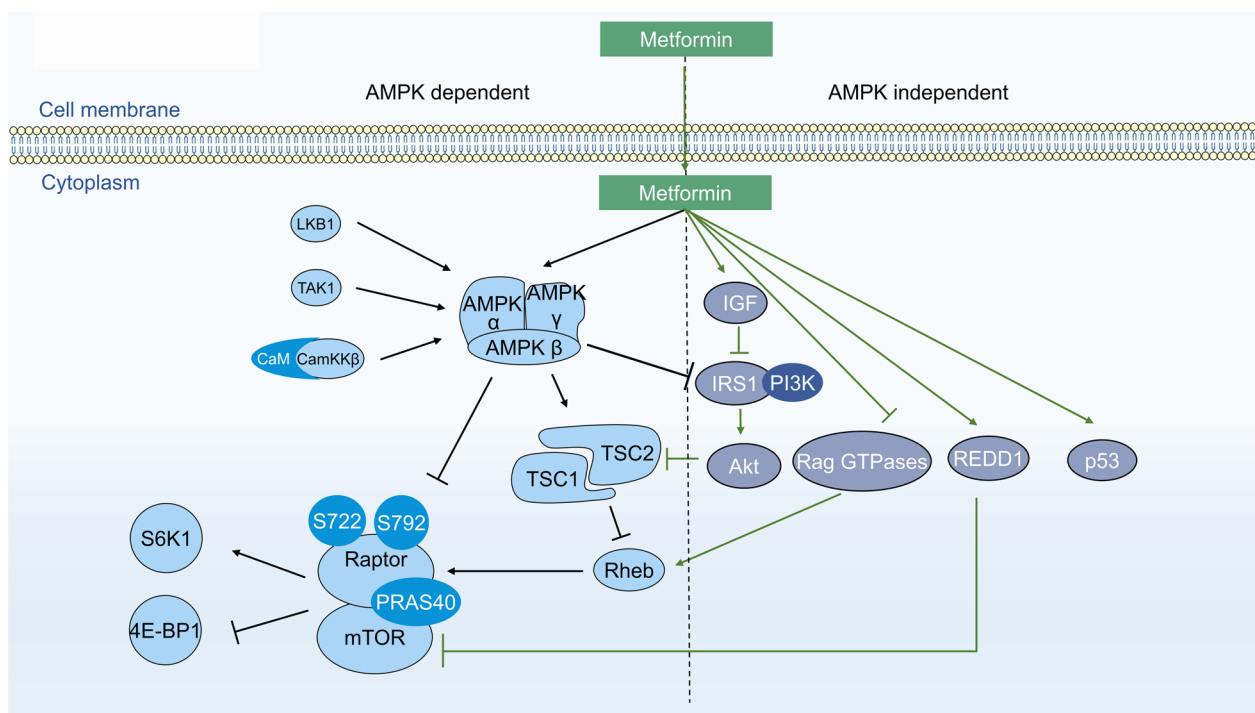 Metformin
AMPK dependent
AMPK independent
Cell membrane
Cytoplasm
Metformin
LKB1
TAK1
CaM
CamKKβ
AMPK
α
AMPK
γ
AMPK β
IGF
IRS1
PI3K
TSC2
TSC1
Akt
Rag GTPases
REDD1
p53
S722
S792
S6K1
Raptor
Rheb
PRAS40
4E-BP1
mTOR